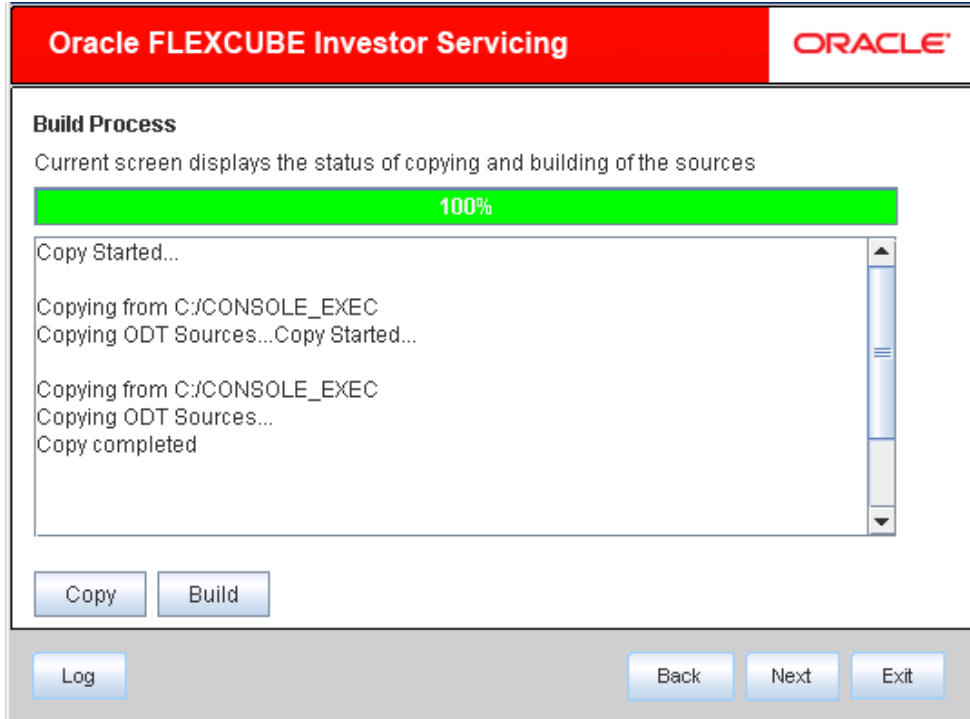 Oracle FLEXCUBE Investor Servicing
ORACLE®
Build Process
Current screen displays the status of copying and building of the sources
100%
Copy Started...
Copying from C:/CONSOLE_EXEC
Copying ODT Sources...Copy Started...
Copying from C:/CONSOLE_EXEC
Copying ODT Sources...
Copy completed
Copy Build
Log Back Next Exit